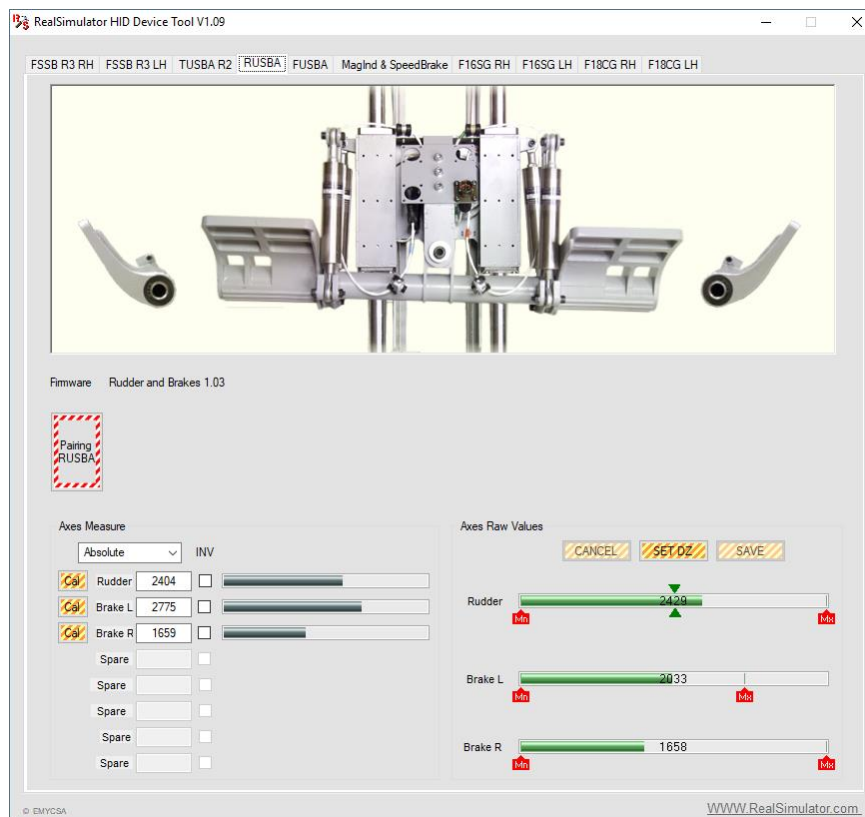 RealSimulator HID Device Tool V1.09
FSSB R3 RH FSSB R3 LH TUSBA R2 RUSBA FUSBA MagInd & SpeedBrake F16SG RH F16SG LH F18CG RH F18CG LH
Firmware Rudder and Brakes 1.03
Pairing
RUSBA
Axes Measure
Absolute INV
Cal Rudder 2404
Cal Brake L 2775
Cal Brake R 1659
Spare
Spare
Spare
Spare
Spare
Axes Raw Values
CANCEL SET DZ SAVE
Rudder 2429
Mn Mx
Brake L 2033
Mn Mx
Brake R 1658
Mn Mx
© EMYCSA
WWW.RealSimulator.com